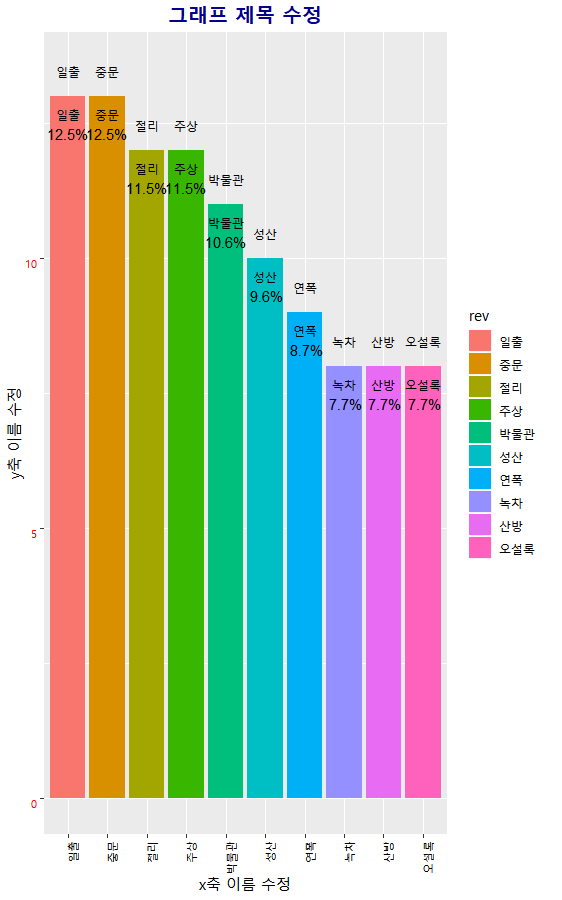 그래프 제목 수정
일출 중문
일출 중문 절리 주상
12.5% 12.5%
절리 주상 박물관
11.5% 11.5%
박물관 성산
10.6%
성산 연폭
9.6%
연폭 녹차 산방 오설록
8.7%
녹차 산방 오설록
7.7% 7.7% 7.7%
10
5
0
y축 이름 수정
일출 중문 절리 주상 박물관 성산 연폭 녹차 산방 오설록
x축 이름 수정
rev
일출
중문
절리
주상
박물관
성산
연폭
녹차
산방
오설록